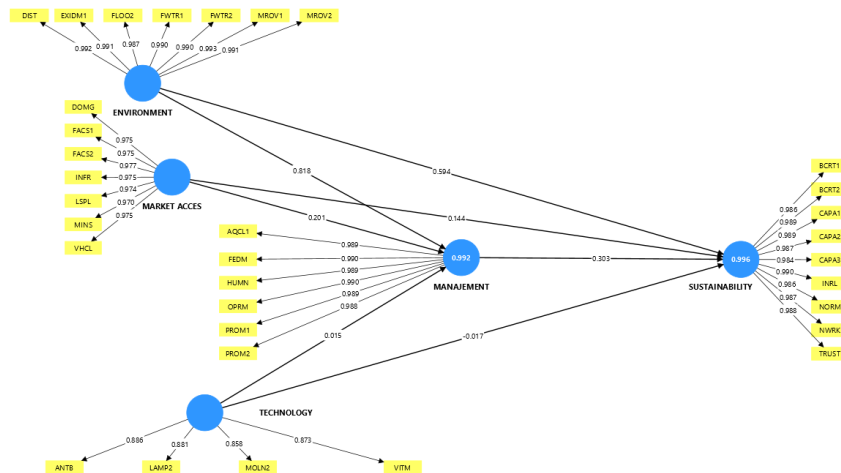 DIST EXIDM1 FLOO2 FWTR1 FWTR2 MROV1 MROV2
0.992 0.991 0.987 0.990 0.990 0.993 0.991
ENVIRONMENT
DOMG
FACS1
FACS2
INFR
LSPL
MINS
VHCL
0.975
0.975
0.977
0.975
0.974
0.970
0.975
MARKET ACCES
0.818
0.594
0.201
0.144
AQCL1
FEDM
HUMN
OPRM
PROM1
PROM2
0.989
0.990
0.989
0.990
0.989
0.988
0.992
MANAJEMENT
0.303
0.015
-0.017
0.996
SUSTAINABILITY
BCRT1
BCRT2
CAPA1
CAPA2
CAPA3
INRL
NORM
NWRK
TRUST
0.986
0.989
0.989
0.987
0.984
0.990
0.986
0.987
0.988
TECHNOLOGY
0.886 0.881 0.858 0.873
ANTB LAMP2 MOLN2 VITM